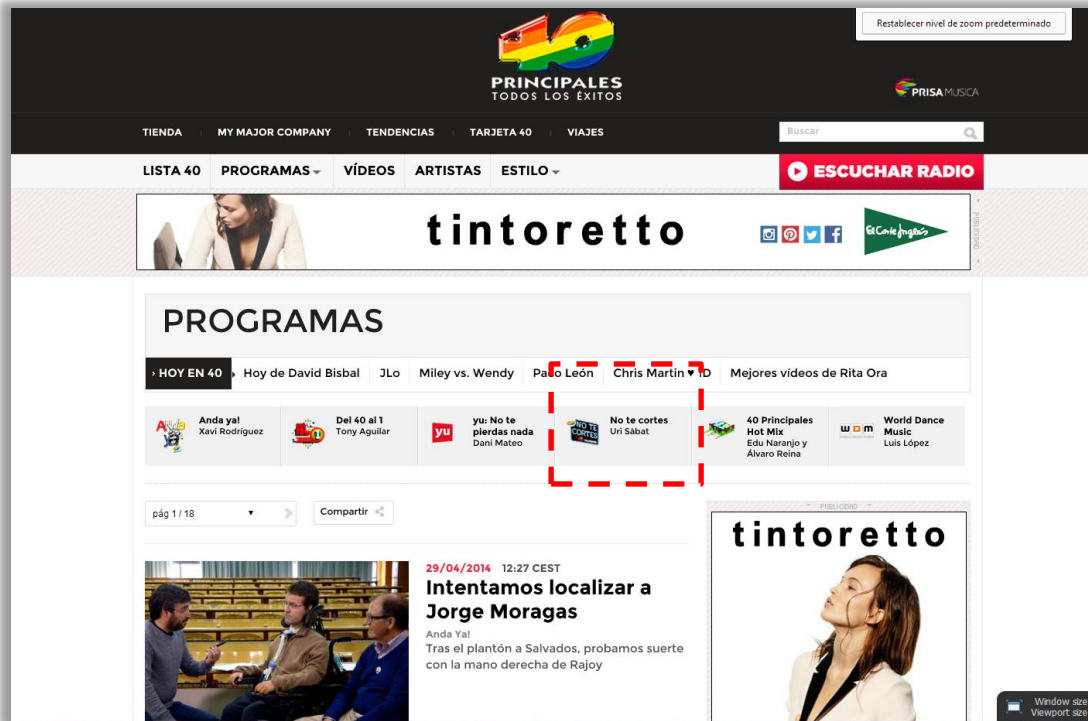 Restablecer nivel de zoom predeterminado
40
PRINCIPALES
TODOS LOS ÉXITOS
PRISA MUSICA
TIENDA MY MAJOR COMPANY TENDENCIAS TARJETA 40 VIAJES
Buscar
LISTA 40 PROGRAMAS VÍDEOS ARTISTAS ESTILO
ESCUCHAR RADIO
tintoretto
El Corte Inglés
PUBLICIDAD
PROGRAMAS
› HOY EN 40 Hoy de David Bisbal JLo Miley vs. Wendy Paco León Chris Martin ♥ 1D Mejores vídeos de Rita Ora
Anda ya!
Xavi Rodríguez
Del 40 al 1
Tony Aguilar
yu
yu: No te
pierdas nada
Dani Mateo
NO TE
CORTES
No te cortes
Uri Sàbat
40 Principales
Hot Mix
Edu Naranjo y
Álvaro Reina
WDM
World Dance
Music
Luis López
pág 1 / 18
Compartir
PUBLICIDAD
tintoretto
29/04/2014 12:27 CEST
Intentamos localizar a
Jorge Moragas
Anda Ya!
Tras el plantón a Salvados, probamos suerte
con la mano derecha de Rajoy
Window size
Viewport size